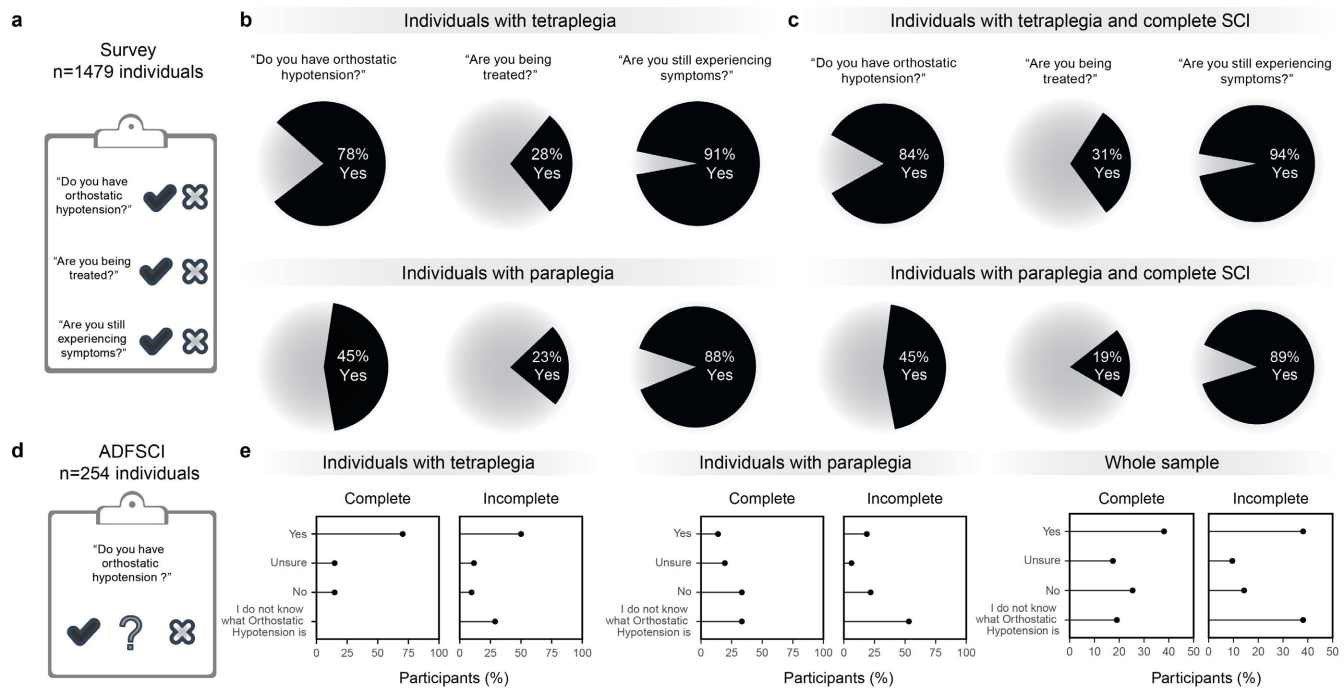 a
Survey
n=1479 individuals
“Do you have
orthostatic
hypotension?”
“Are you being
treated?”
“Are you still
experiencing
symptoms?”
b
Individuals with tetraplegia
“Do you have orthostatic
hypotension?”
“Are you being
treated?”
“Are you still experiencing
symptoms?”
78%
Yes
28%
Yes
91%
Yes
Individuals with paraplegia
45%
Yes
23%
Yes
88%
Yes
c
Individuals with tetraplegia and complete SCI
“Do you have orthostatic
hypotension?”
“Are you being
treated?”
“Are you still experiencing
symptoms?”
84%
Yes
31%
Yes
94%
Yes
Individuals with paraplegia and complete SCI
45%
Yes
19%
Yes
89%
Yes
d
ADFSCI
n=254 individuals
“Do you have
orthostatic
hypotension ?”
?
e
Individuals with tetraplegia
Complete
Incomplete
Yes
Unsure
No
I do not know
what Orthostatic
Hypotension is
0 25 50 75 100
0 25 50 75 100
Participants (%)
Individuals with paraplegia
Complete
Incomplete
Yes
Unsure
No
I do not know
what Orthostatic
Hypotension is
0 25 50 75 100
0 25 50 75 100
Participants (%)
Whole sample
Complete
Incomplete
Yes
Unsure
No
I do not know
what Orthostatic
Hypotension is
0 10 20 30 40 50
0 10 20 30 40 50
Participants (%)